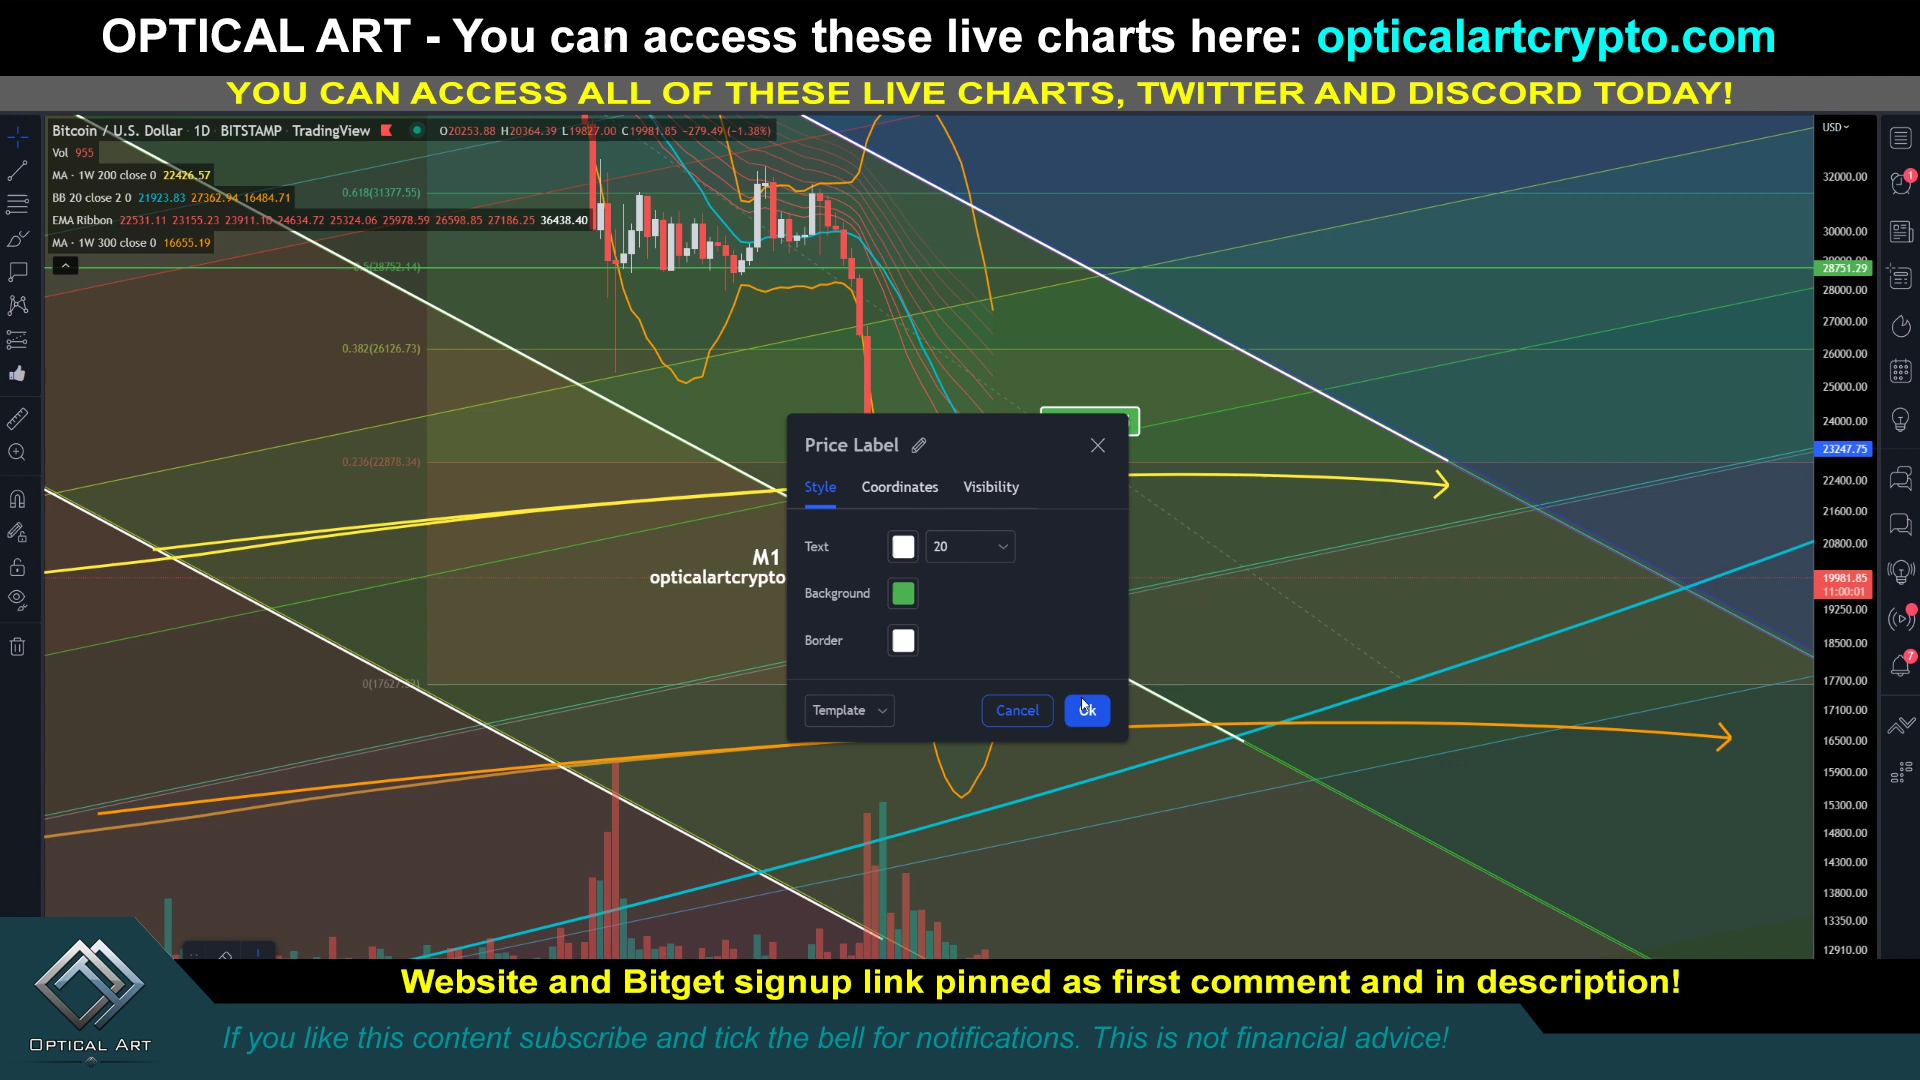 OPTICAL ART - You can access these live charts here: opticalartcrypto.com
YOU CAN ACCESS ALL OF THESE LIVE CHARTS, TWITTER AND DISCORD TODAY!
Bitcoin / U.S. Dollar 1D BITSTAMP TradingView O20253.88 H20364.39 L19827.00 C19981.85 -279.49 (-1.38%)
Vol 955
MA · 1W 200 close 0 22426.57
BB 20 close 2 0 21923.83 27362.94 16484.71
EMA Ribbon 22531.11 23155.23 23911.10 24634.72 25324.06 25978.59 26598.85 27186.25 36438.40
MA · 1W 300 close 0 16655.19
0.618(31377.55)
0.5(28752.14)
0.382(26126.73)
0.236(22878.34)
M1
opticalartcrypto
Price Label
Style Coordinates Visibility
Text 20
Background
Border
Template Cancel Ok
USD
32000.00
30000.00
28751.29
28000.00
27000.00
26000.00
25000.00
24000.00
23247.75
22400.00
21600.00
20800.00
19981.85
11:00:01
19250.00
18500.00
17700.00
17100.00
16500.00
15900.00
15300.00
14800.00
14300.00
13800.00
13350.00
12910.00
1
7
Website and Bitget signup link pinned as first comment and in description!
OPTICAL ART
If you like this content subscribe and tick the bell for notifications. This is not financial advice!